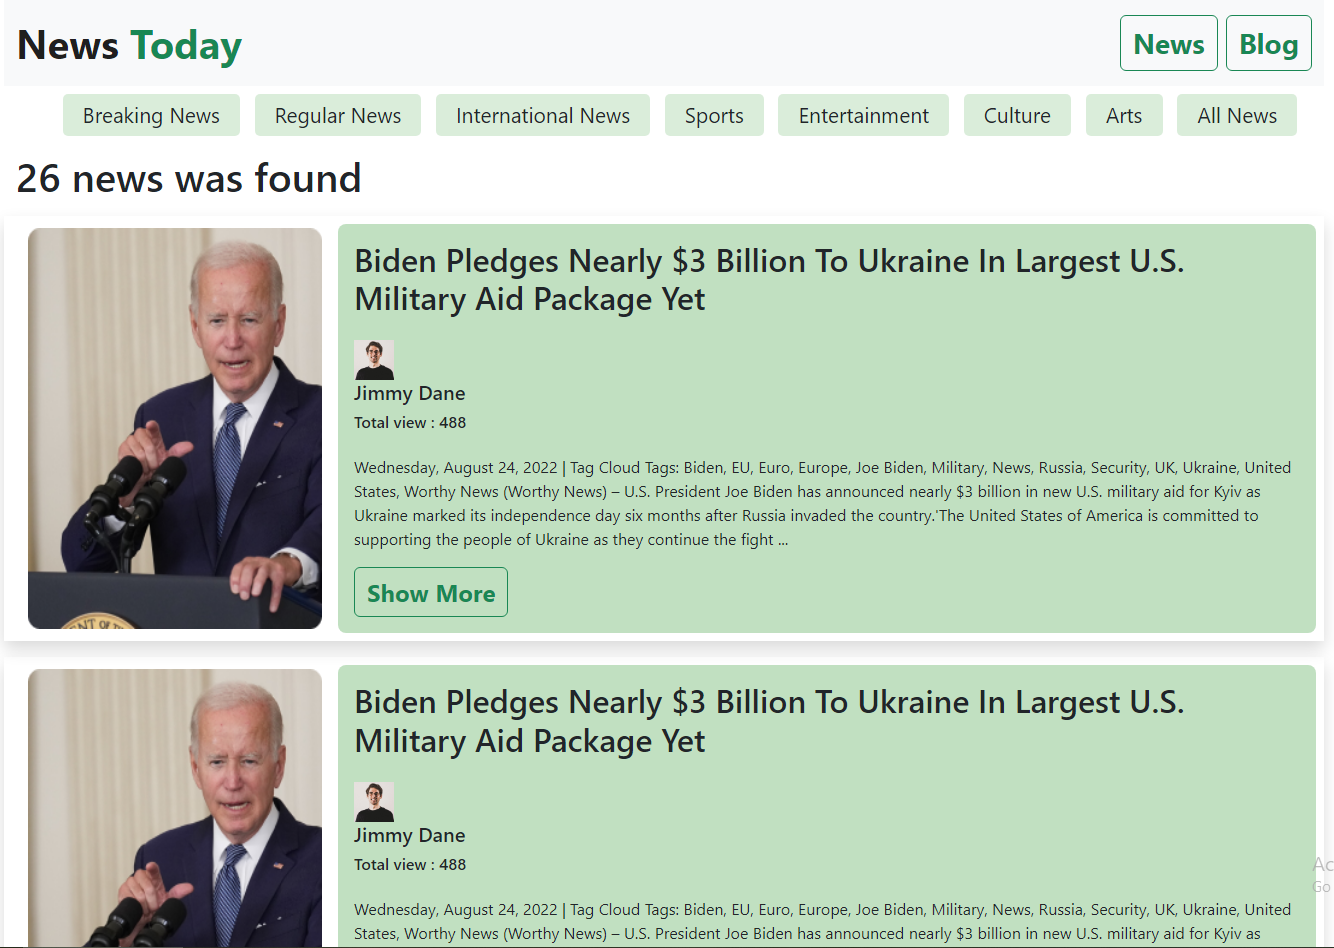 News Today
News Blog
Breaking News Regular News International News Sports Entertainment Culture Arts All News
26 news was found
Biden Pledges Nearly $3 Billion To Ukraine In Largest U.S.
Military Aid Package Yet
Jimmy Dane
Total view : 488
Wednesday, August 24, 2022 | Tag Cloud Tags: Biden, EU, Euro, Europe, Joe Biden, Military, News, Russia, Security, UK, Ukraine, United
States, Worthy News (Worthy News) – U.S. President Joe Biden has announced nearly $3 billion in new U.S. military aid for Kyiv as
Ukraine marked its independence day six months after Russia invaded the country.'The United States of America is committed to
supporting the people of Ukraine as they continue the fight ...
Show More
Biden Pledges Nearly $3 Billion To Ukraine In Largest U.S.
Military Aid Package Yet
Jimmy Dane
Total view : 488
Wednesday, August 24, 2022 | Tag Cloud Tags: Biden, EU, Euro, Europe, Joe Biden, Military, News, Russia, Security, UK, Ukraine, United
States, Worthy News (Worthy News) – U.S. President Joe Biden has announced nearly $3 billion in new U.S. military aid for Kyiv as
Go